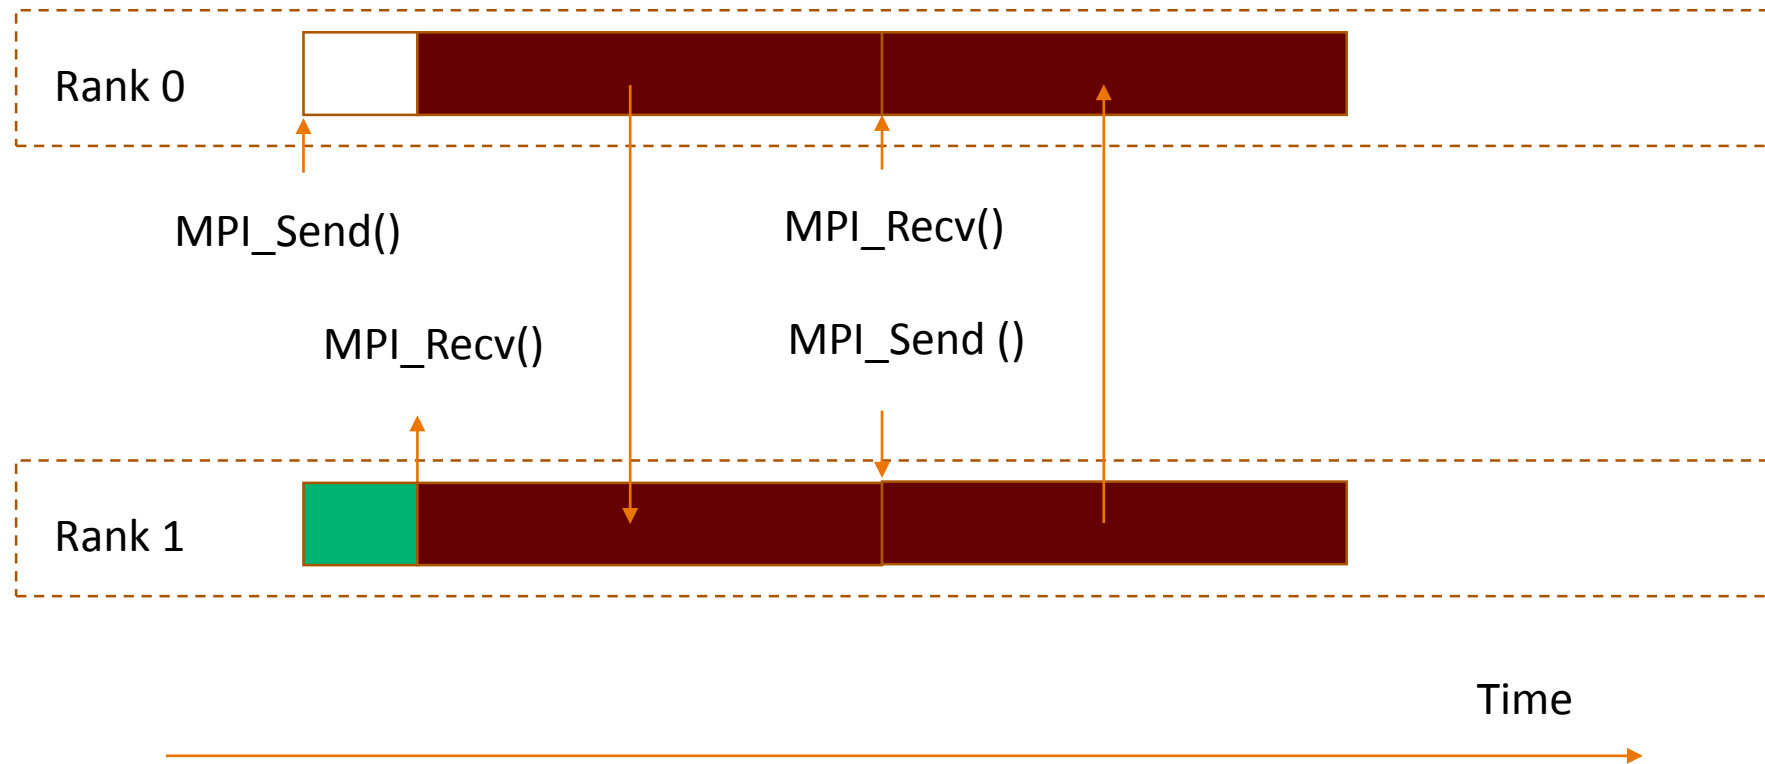 Rank 0
MPI_Send()
MPI_Recv()
MPI_Recv()
MPI_Send ()
Rank 1
Time